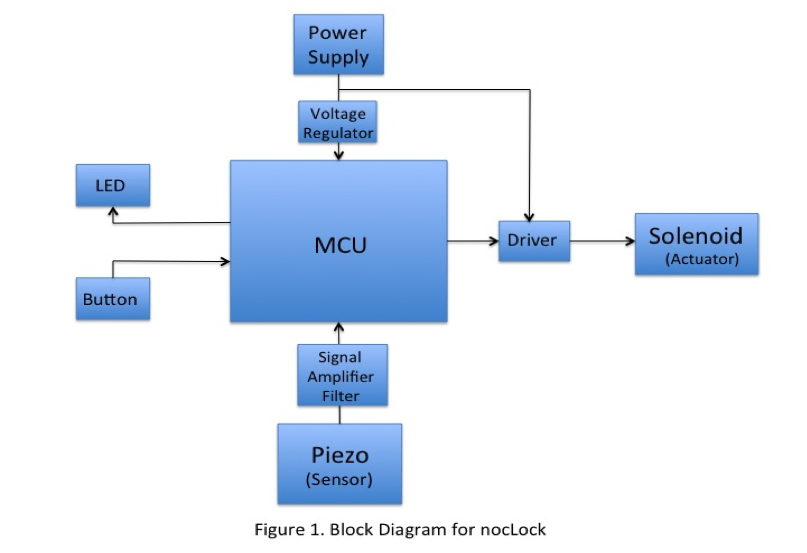 Power
Supply
Voltage
Regulator
LED
MCU
Driver
Solenoid
(Actuator)
Button
Signal
Amplifier
Filter
Piezo
(Sensor)
Figure 1. Block Diagram for nocLock